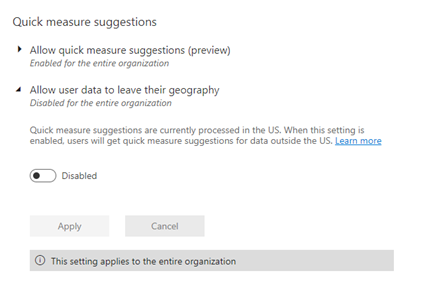 Quick measure suggestions
Allow quick measure suggestions (preview)
Enabled for the entire organization
Allow user data to leave their geography
Disabled for the entire organization
Quick measure suggestions are currently processed in the US. When this setting is
enabled, users will get quick measure suggestions for data outside the US. Learn more
Disabled
Apply Cancel
This setting applies to the entire organization